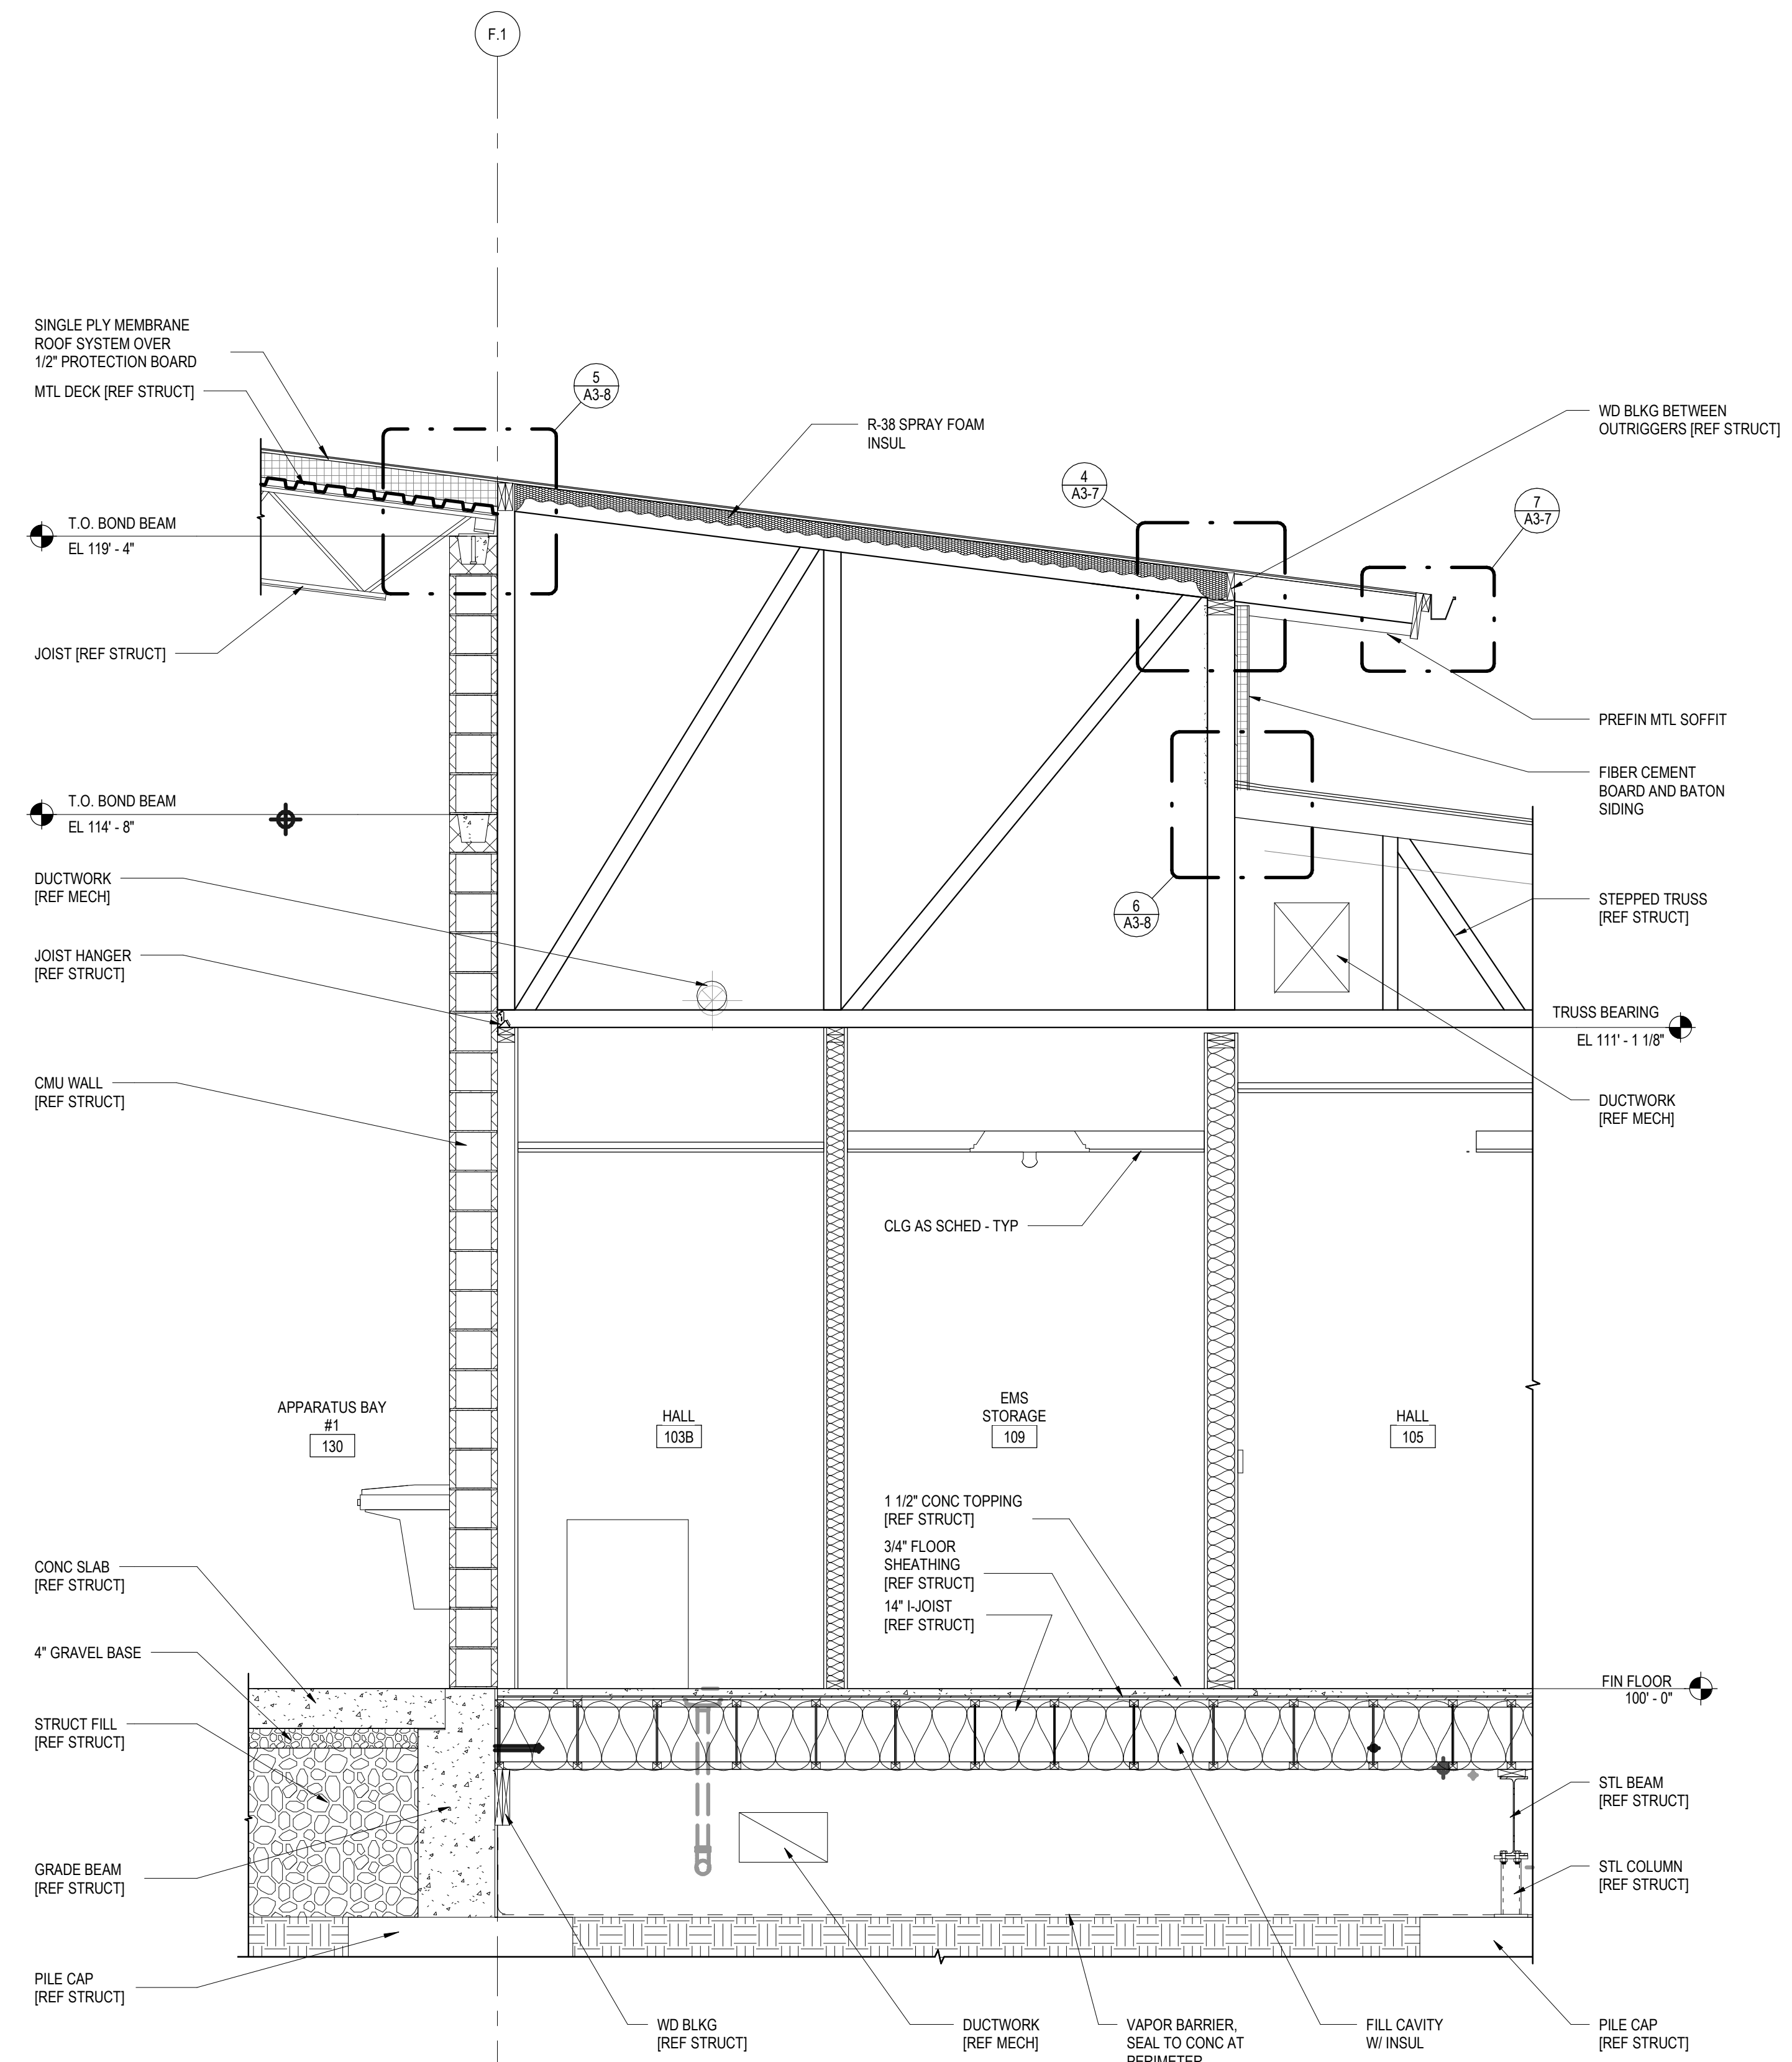 F.1
SINGLE PLY MEMBRANE
ROOF SYSTEM OVER
1/2" PROTECTION BOARD
MTL DECK [REF STRUCT]
5
A3-8
R-38 SPRAY FOAM
INSUL
WD BLKG BETWEEN
OUTRIGGERS [REF STRUCT]
4
A3-7
7
A3-7
T.O. BOND BEAM
EL 119' - 4"
JOIST [REF STRUCT]
PREFIN MTL SOFFIT
FIBER CEMENT
BOARD AND BATON
SIDING
T.O. BOND BEAM
EL 114' - 8"
DUCTWORK
[REF MECH]
6
A3-8
STEPPED TRUSS
[REF STRUCT]
JOIST HANGER
[REF STRUCT]
TRUSS BEARING
EL 111' - 1 1/8"
CMU WALL
[REF STRUCT]
DUCTWORK
[REF MECH]
CLG AS SCHED - TYP
APPARATUS BAY
#1
130
HALL
103B
EMS
STORAGE
109
HALL
105
1 1/2" CONC TOPPING
[REF STRUCT]
3/4" FLOOR
SHEATHING
[REF STRUCT]
14" I-JOIST
[REF STRUCT]
CONC SLAB
[REF STRUCT]
4" GRAVEL BASE
STRUCT FILL
[REF STRUCT]
FIN FLOOR
100' - 0"
STL BEAM
[REF STRUCT]
GRADE BEAM
[REF STRUCT]
STL COLUMN
[REF STRUCT]
PILE CAP
[REF STRUCT]
WD BLKG
[REF STRUCT]
DUCTWORK
[REF MECH]
VAPOR BARRIER,
SEAL TO CONC AT
PERIMETER
FILL CAVITY
W/ INSUL
PILE CAP
[REF STRUCT]